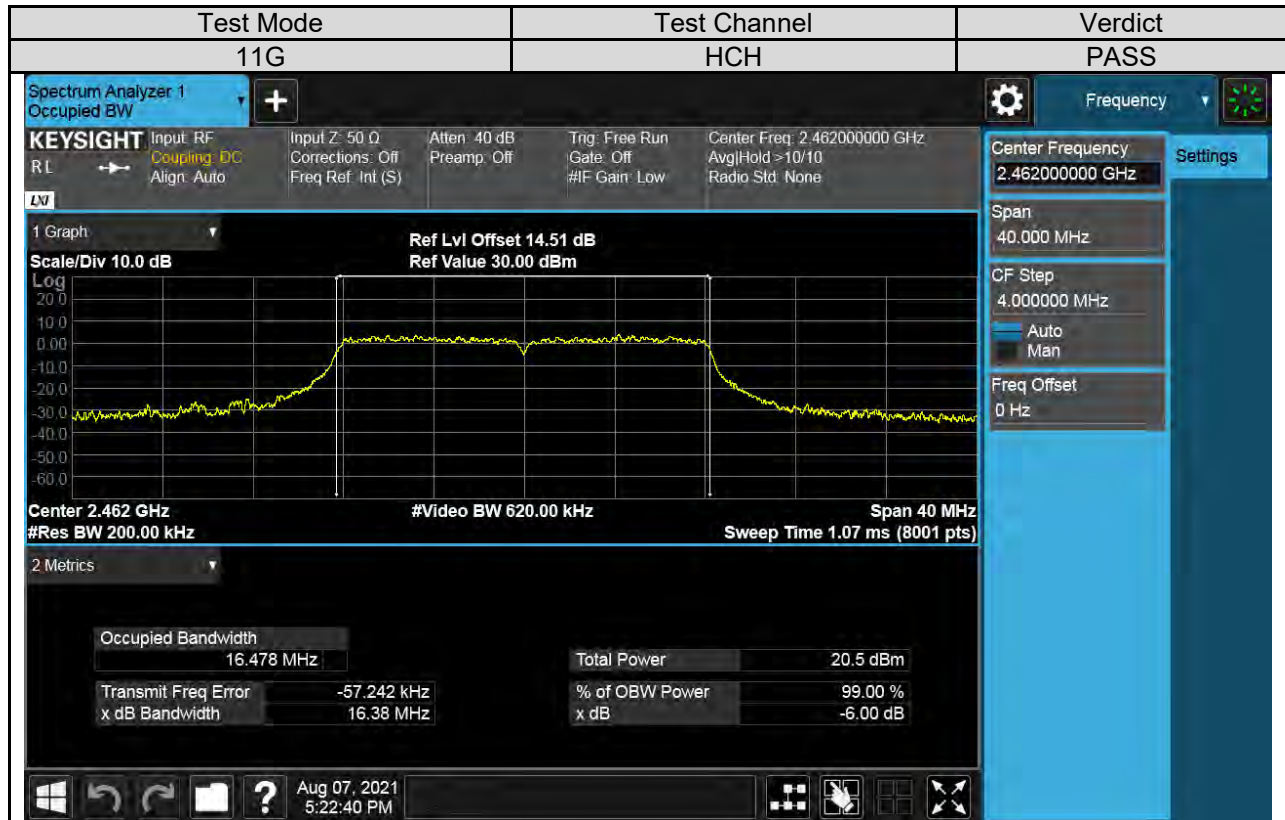 Test Mode Test Channel Verdict
11G HCH PASS
Spectrum Analyzer 1
Occupied BW
+
Frequency
KEYSIGHT Input: RF Input Z: 50 Ω Atten: 40 dB Trig: Free Run Center Freq: 2.462000000 GHz
RL Coupling: DC Corrections: Off Preamp: Off Gate: Off Avg|Hold >10/10
Align: Auto Freq Ref: Int (S) #IF Gain: Low Radio Std: None
LXI
Center Frequency
2.462000000 GHz
Settings
Span
40.000 MHz
CF Step
4.000000 MHz
Auto
Man
Freq Offset
0 Hz
1 Graph
Ref Lvl Offset 14.51 dB
Scale/Div 10.0 dB Ref Value 30.00 dBm
Log
20.0
10.0
0.00
-10.0
-20.0
-30.0
-40.0
-50.0
-60.0
Center 2.462 GHz #Video BW 620.00 kHz Span 40 MHz
#Res BW 200.00 kHz Sweep Time 1.07 ms (8001 pts)
2 Metrics
Occupied Bandwidth
16.478 MHz Total Power 20.5 dBm
Transmit Freq Error -57.242 kHz % of OBW Power 99.00 %
x dB Bandwidth 16.38 MHz x dB -6.00 dB
? Aug 07, 2021
5:22:40 PM